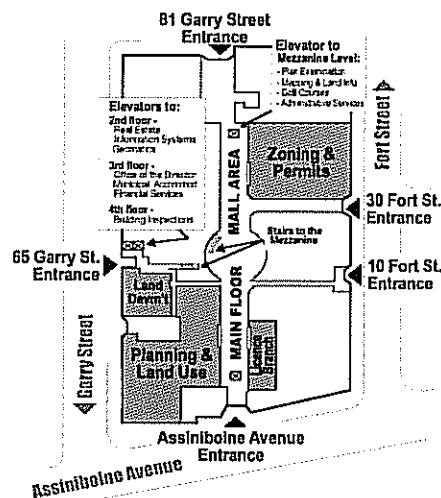 81 Garry Street
Entrance
Elevator to
Mezzanine Level:
- Plan Examination
- Mapping & Land Info
- Golf Courses
- Administrative Services
Elevators to:
2nd floor -
Real Estate
Information Systems
Geomatics
3rd floor -
Office of the Director
Municipal Accommod
Financial Services
4th floor -
Building Inspections
Zoning &
Permits
MALL AREA
Fort Street
30 Fort St.
Entrance
Stairs to the
Mezzanine
65 Garry St.
Entrance
10 Fort St.
Entrance
Land
Devm't
MAIN FLOOR
Garry Street
Planning &
Land Use
Licence
Branch
Assiniboine Avenue
Entrance
Assiniboine Avenue